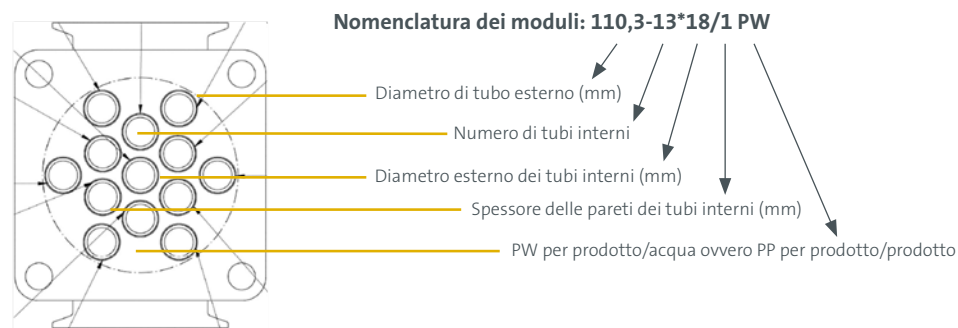 Nomenclatura dei moduli: 110,3-13*18/1 PW
Diametro di tubo esterno (mm)
Numero di tubi interni
Diametro esterno dei tubi interni (mm)
Spessore delle pareti dei tubi interni (mm)
PW per prodotto/acqua ovvero PP per prodotto/prodotto